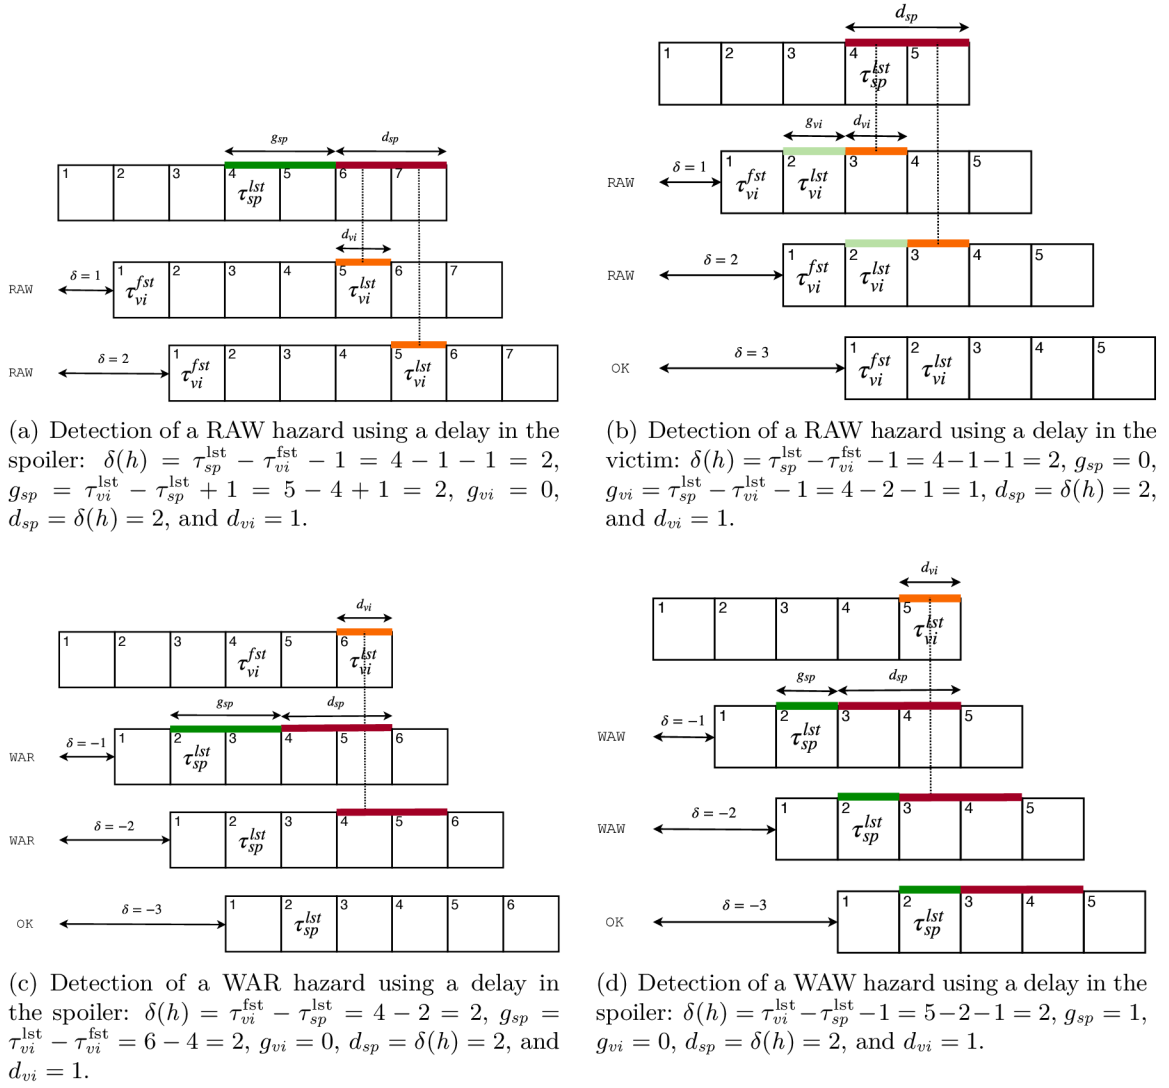 g_sp d_sp
1 2 3 4 5 6 7
τ_sp^lst
d_vi
RAW δ = 1 1 2 3 4 5 6 7
τ_vi^fst τ_vi^lst
RAW δ = 2 1 2 3 4 5 6 7
τ_vi^fst τ_vi^lst
(a) Detection of a RAW hazard using a delay in the
spoiler: δ(h) = τ_sp^lst − τ_vi^fst − 1 = 4 − 1 − 1 = 2,
g_sp = τ_vi^lst − τ_sp^lst + 1 = 5 − 4 + 1 = 2, g_vi = 0,
d_sp = δ(h) = 2, and d_vi = 1.
d_sp
1 2 3 4 5
τ_sp^lst
g_vi d_vi
RAW δ = 1 1 2 3 4 5
τ_vi^fst τ_vi^lst
RAW δ = 2 1 2 3 4 5
τ_vi^fst τ_vi^lst
OK δ = 3 1 2 3 4 5
τ_vi^fst τ_vi^lst
(b) Detection of a RAW hazard using a delay in the
victim: δ(h) = τ_sp^lst − τ_vi^fst − 1 = 4 − 1 − 1 = 2, g_sp = 0,
g_vi = τ_sp^lst − τ_vi^lst − 1 = 4 − 2 − 1 = 1, d_sp = δ(h) = 2,
and d_vi = 1.
d_vi
1 2 3 4 5 6
τ_vi^fst τ_vi^lst
g_sp d_sp
WAR δ = −1 1 2 3 4 5 6
τ_sp^lst
WAR δ = −2 1 2 3 4 5 6
τ_sp^lst
OK δ = −3 1 2 3 4 5 6
τ_sp^lst
(c) Detection of a WAR hazard using a delay in
the spoiler: δ(h) = τ_vi^fst − τ_sp^lst = 4 − 2 = 2, g_sp =
τ_vi^lst − τ_vi^fst = 6 − 4 = 2, g_vi = 0, d_sp = δ(h) = 2, and
d_vi = 1.
d_vi
1 2 3 4 5
τ_vi^lst
g_sp d_sp
WAW δ = −1 1 2 3 4 5
τ_sp^lst
WAW δ = −2 1 2 3 4 5
τ_sp^lst
OK δ = −3 1 2 3 4 5
τ_sp^lst
(d) Detection of a WAW hazard using a delay in the
spoiler: δ(h) = τ_vi^lst − τ_sp^lst − 1 = 5 − 2 − 1 = 2, g_sp = 1,
g_vi = 0, d_sp = δ(h) = 2, and d_vi = 1.